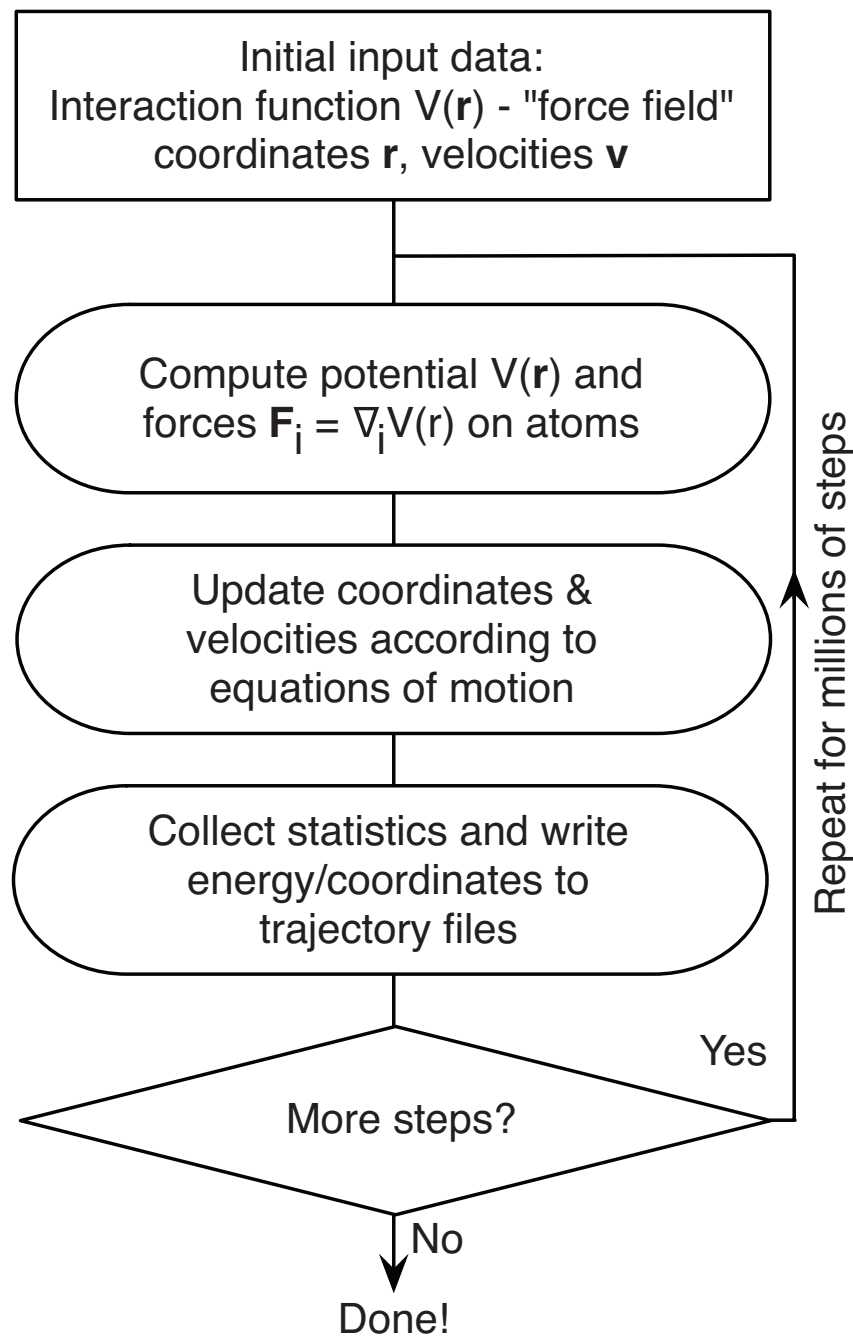 Initial input data:
Interaction function V(r) - "force field"
coordinates r, velocities v
Compute potential V(r) and
forces F_i = ∇_iV(r) on atoms
Update coordinates &
velocities according to
equations of motion
Collect statistics and write
energy/coordinates to
trajectory files
More steps?
Yes
Repeat for millions of steps
No
Done!